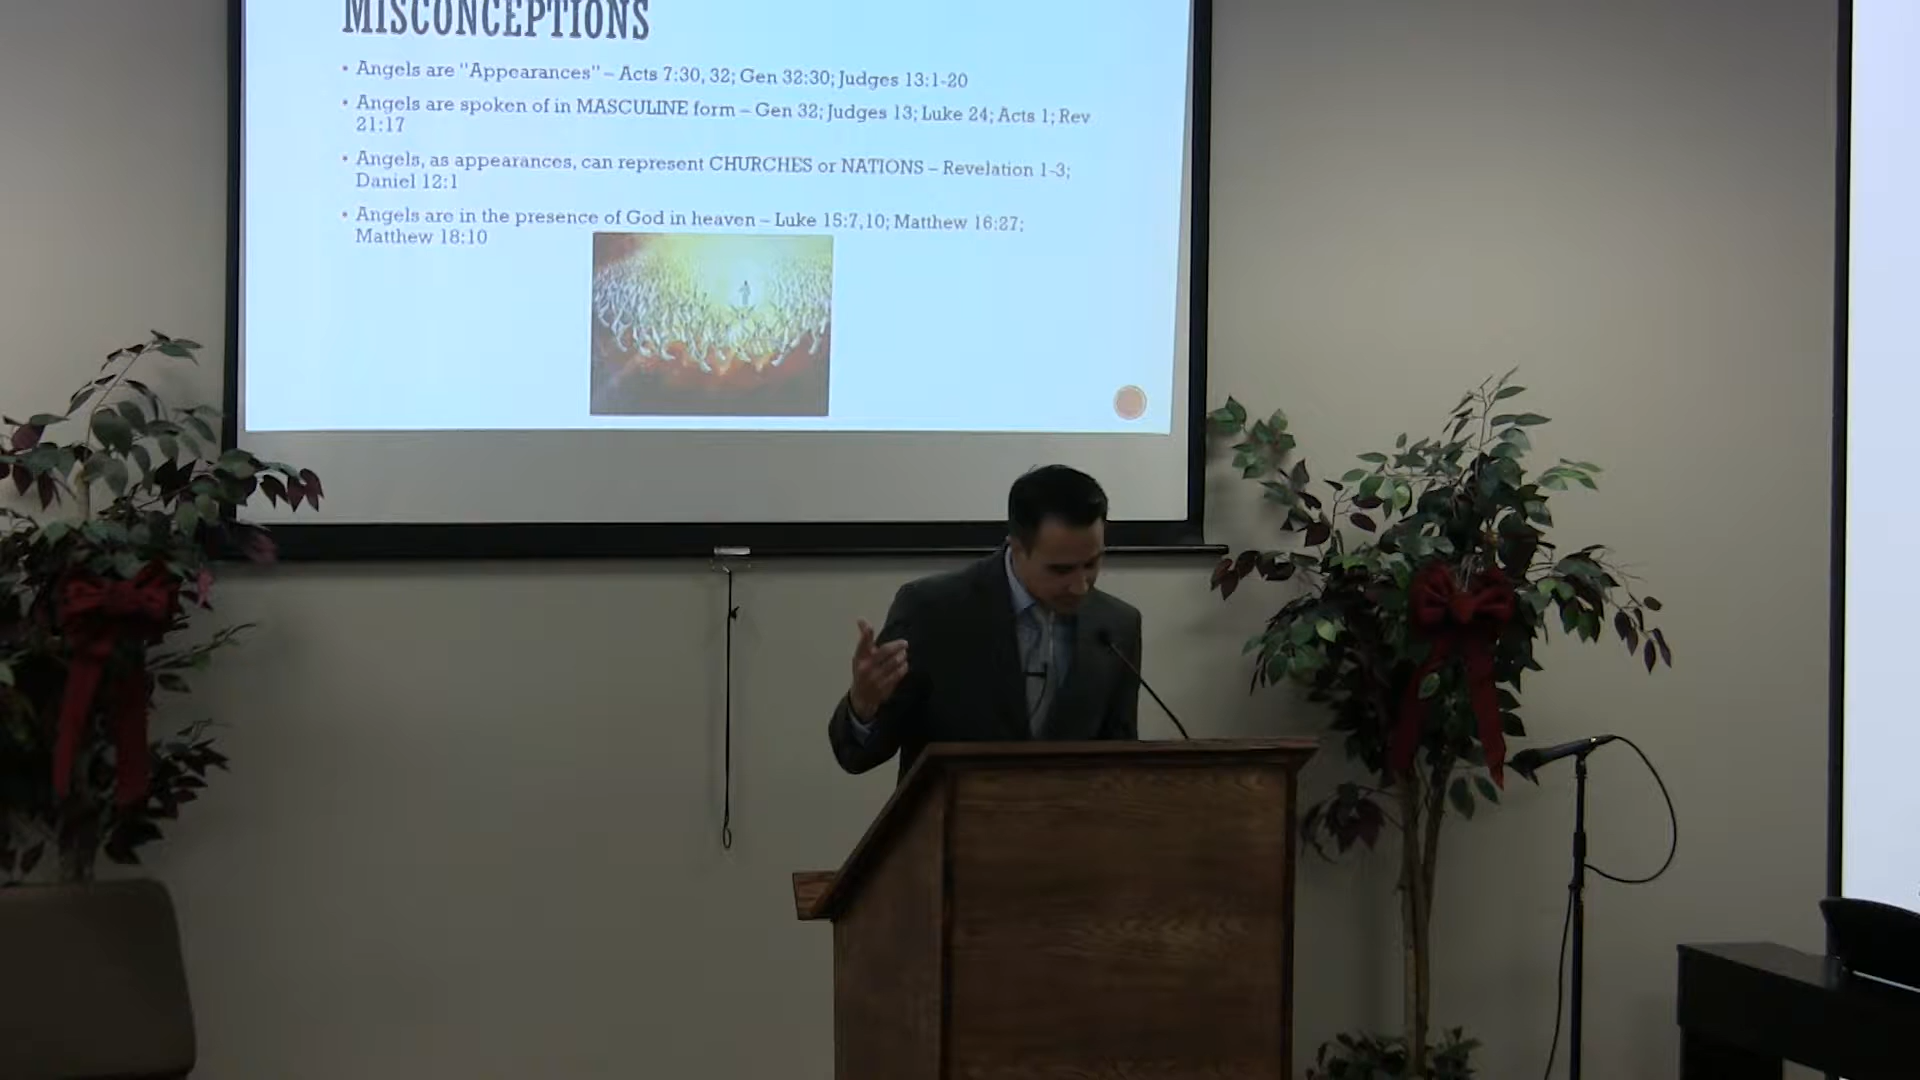 MISCONCEPTIONS
• Angels are "Appearances" – Acts 7:30, 32; Gen 32:30; Judges 13:1-20
• Angels are spoken of in MASCULINE form – Gen 32; Judges 13; Luke 24; Acts 1; Rev
21:17
• Angels, as appearances, can represent CHURCHES or NATIONS – Revelation 1-3;
Daniel 12:1
• Angels are in the presence of God in heaven – Luke 15:7,10; Matthew 16:27;
Matthew 18:10